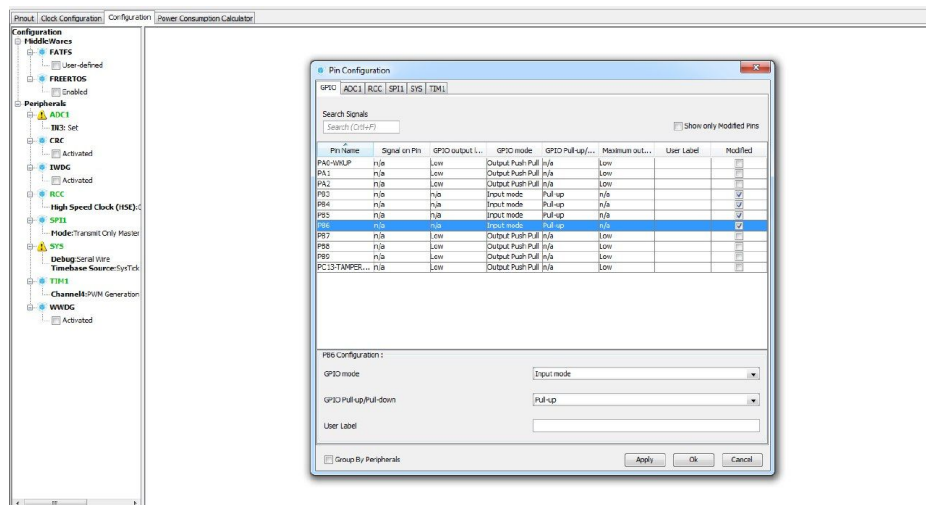 Pinout Clock Configuration Configuration Power Consumption Calculator
Configuration
MiddleWares
FATFS
User-defined
FREERTOS
Enabled
Peripherals
ADC1
IN3: Set
CRC
Activated
IWDG
Activated
RCC
High Speed Clock (HSE):
SPI1
Mode:Transmit Only Master
SYS
Debug:Serial Wire
Timebase Source:SysTick
TIM1
Channel4:PWM Generation
WWDG
Activated
Pin Configuration
GPIO ADC1 RCC SPI1 SYS TIM1
Search Signals
Search (Crtl+F)
Show only Modified Pins
Pin Name Signal on Pin GPIO output l... GPIO mode GPIO Pull-up/... Maximum out... User Label Modified
PA0-WKUP n/a Low Output Push Pull n/a Low
PA1 n/a Low Output Push Pull n/a Low
PA2 n/a Low Output Push Pull n/a Low
PB3 n/a n/a Input mode Pull-up n/a
PB4 n/a n/a Input mode Pull-up n/a
PB5 n/a n/a Input mode Pull-up n/a
PB6 n/a n/a Input mode Pull-up n/a
PB7 n/a Low Output Push Pull n/a Low
PB8 n/a Low Output Push Pull n/a Low
PB9 n/a Low Output Push Pull n/a Low
PC13-TAMPER... n/a Low Output Push Pull n/a Low
PB6 Configuration :
GPIO mode Input mode
GPIO Pull-up/Pull-down Pull-up
User Label
Group By Peripherals Apply Ok Cancel